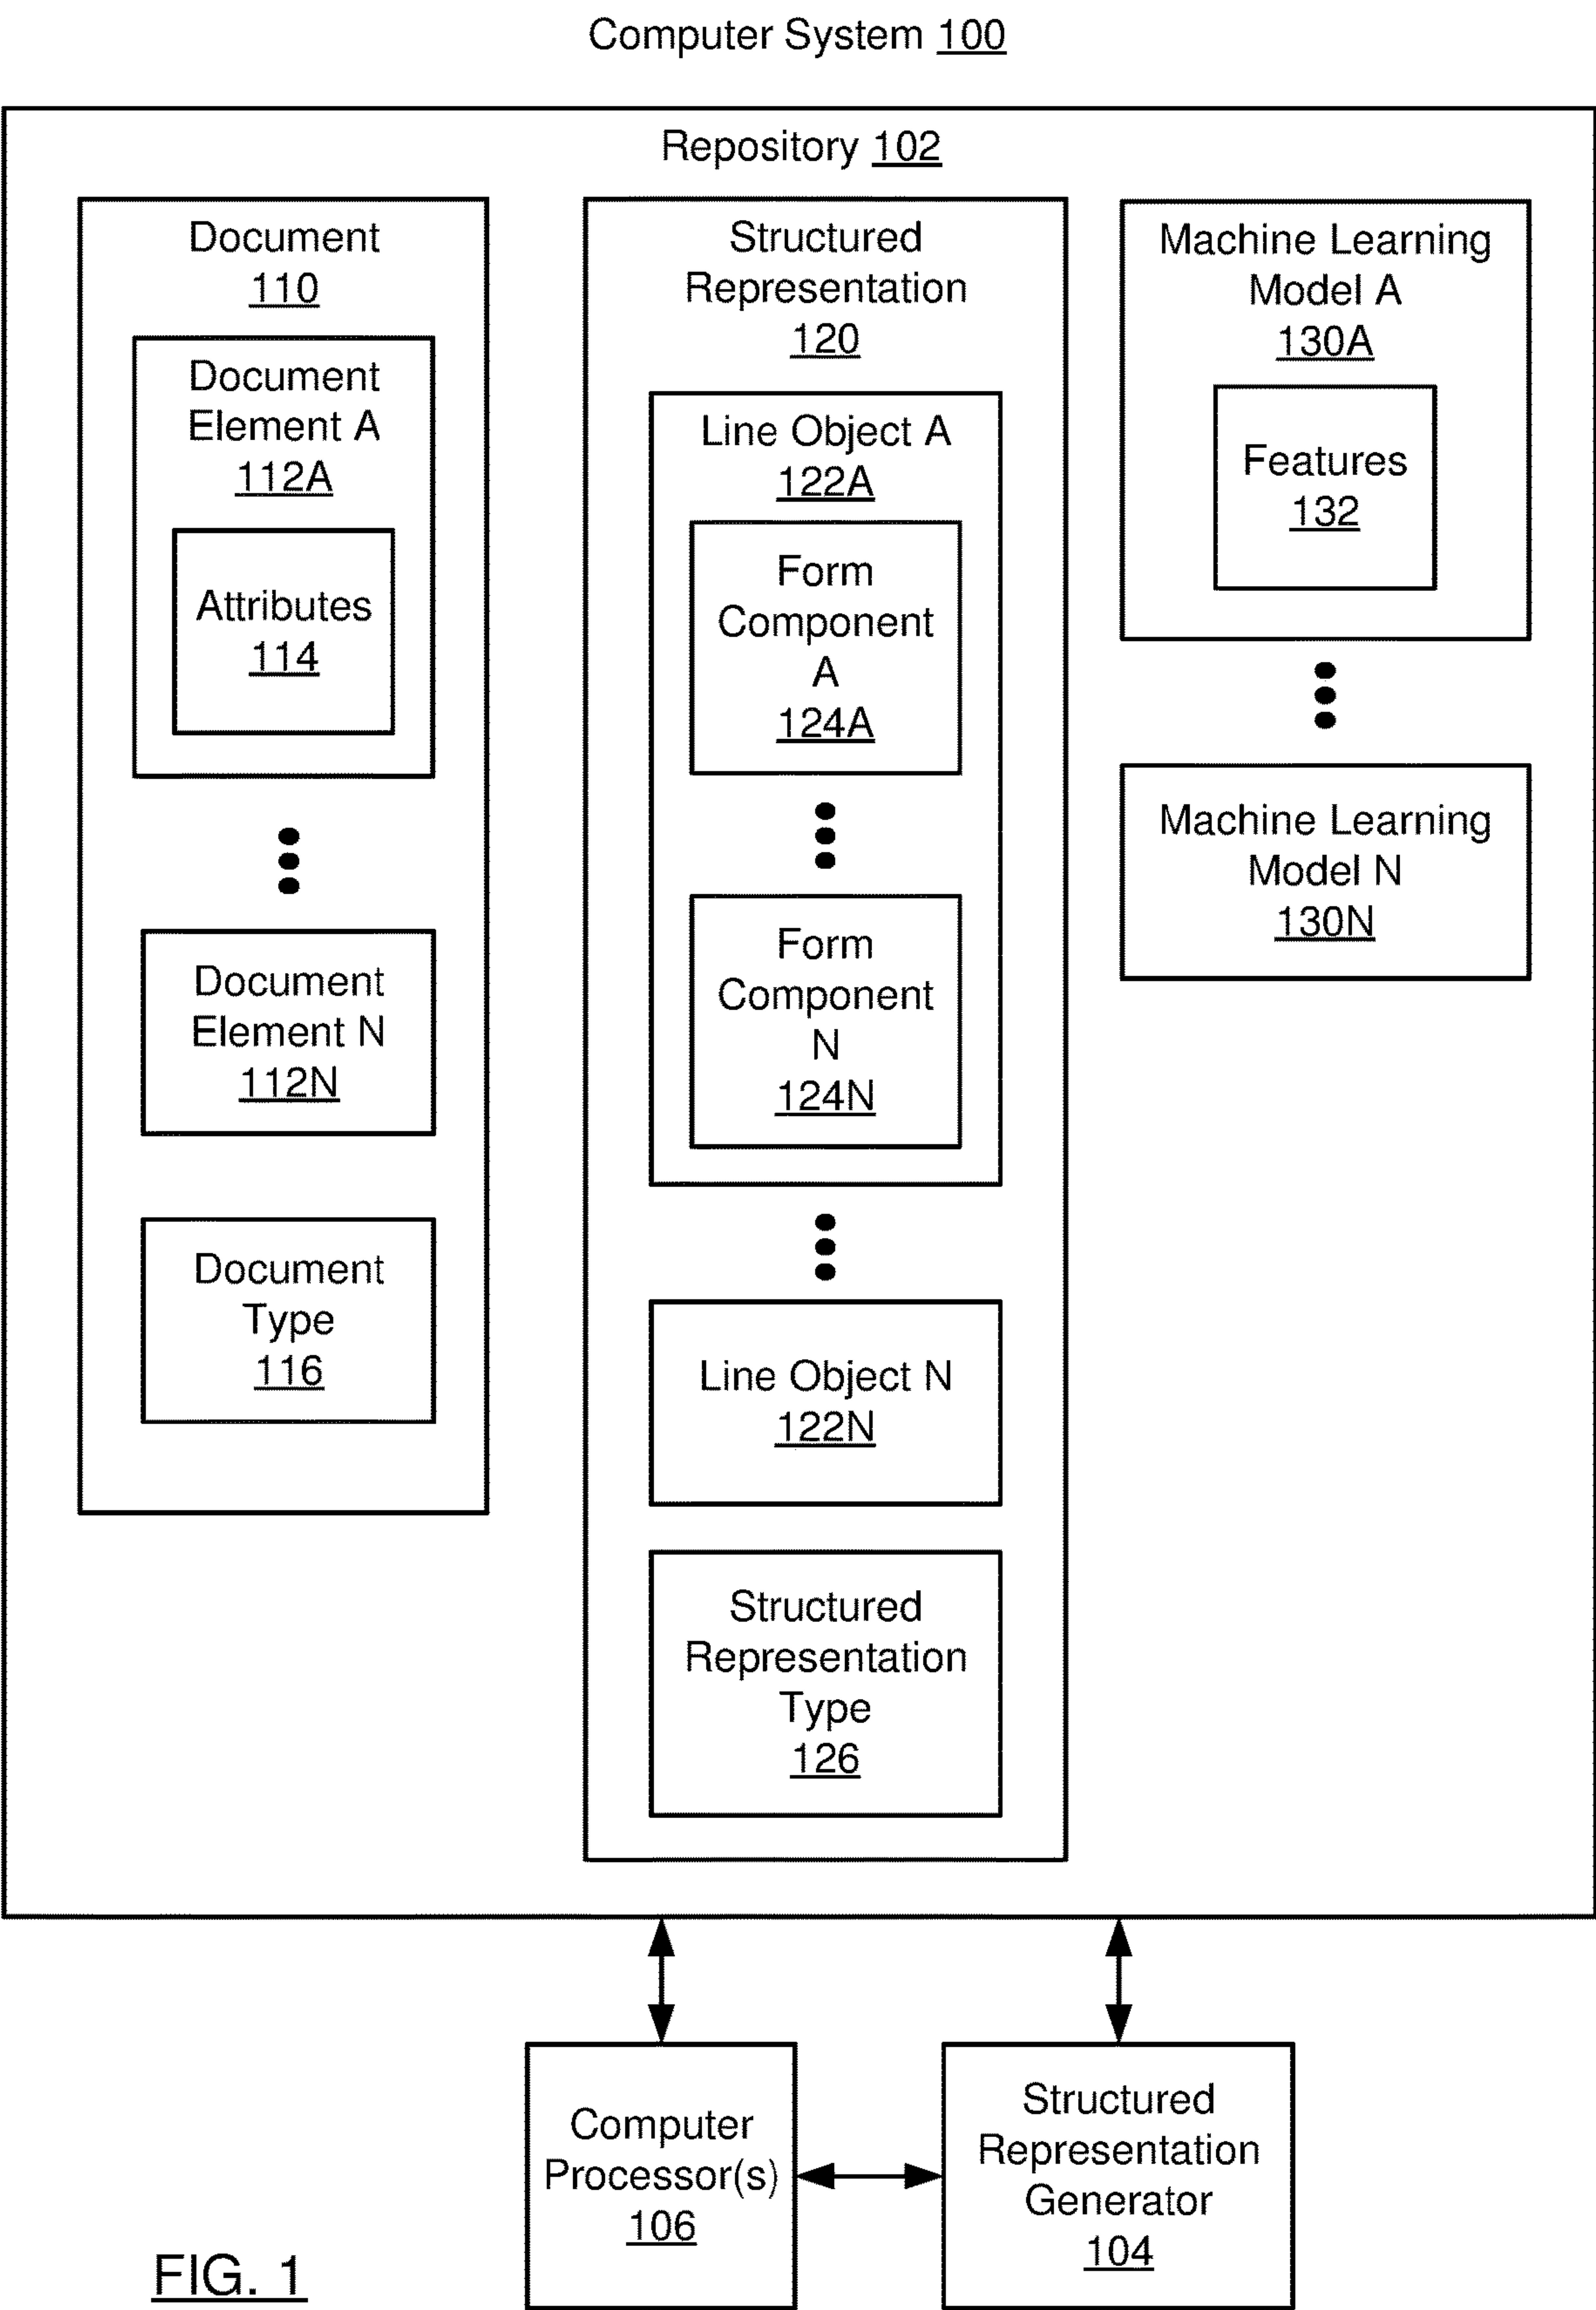 Computer System 100
Repository 102
Document
110
Document
Element A
112A
Attributes
114
Document
Element N
112N
Document
Type
116
Structured
Representation
120
Line Object A
122A
Form
Component
A
124A
Form
Component
N
124N
Line Object N
122N
Structured
Representation
Type
126
Machine Learning
Model A
130A
Features
132
Machine Learning
Model N
130N
Computer
Processor(s)
106
Structured
Representation
Generator
104
FIG. 1